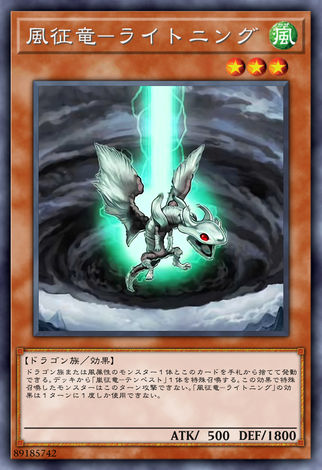 風征竜－ライトニング
風
【ドラゴン族／効果】
ドラゴン族または風属性のモンスター１体とこのカードを手札から捨てて発動
できる。デッキから「風征竜－テンペスト」１体を特殊召喚する。この効果で特殊
召喚したモンスターはこのターン攻撃できない。「風征竜－ライトニング」の効
果は１ターンに１度しか使用できない。
ATK/ 500 DEF/1800
89185742